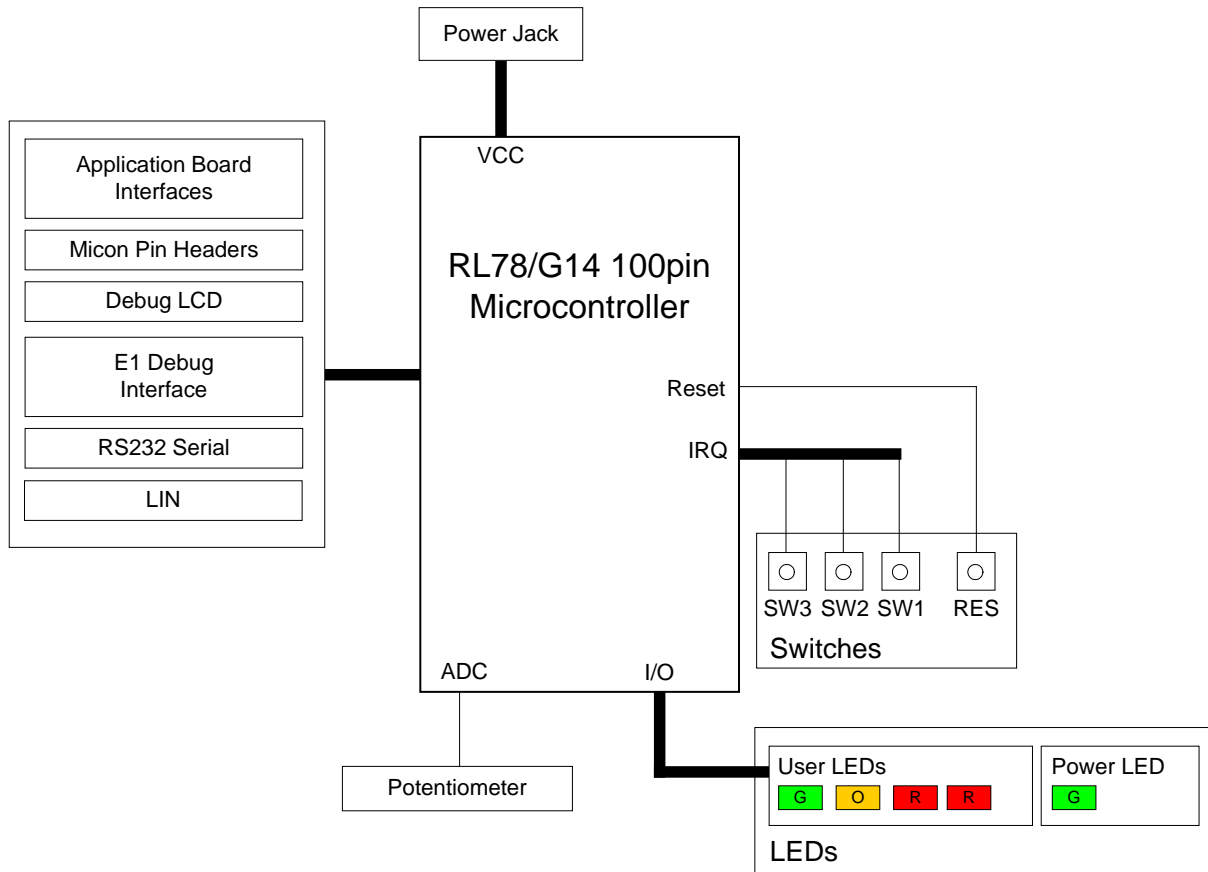 Power Jack
VCC
Application Board
Interfaces
Micon Pin Headers
Debug LCD
E1 Debug
Interface
RS232 Serial
LIN
RL78/G14 100pin
Microcontroller
Reset
IRQ
SW3 SW2 SW1 RES
Switches
ADC
I/O
Potentiometer
User LEDs
G O R R
Power LED
G
LEDs